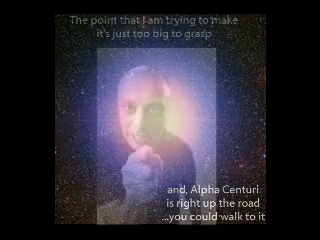 The point that I am trying to make
it's just too big to grasp
and, Alpha Centuri
is right up the road
...you could walk to it